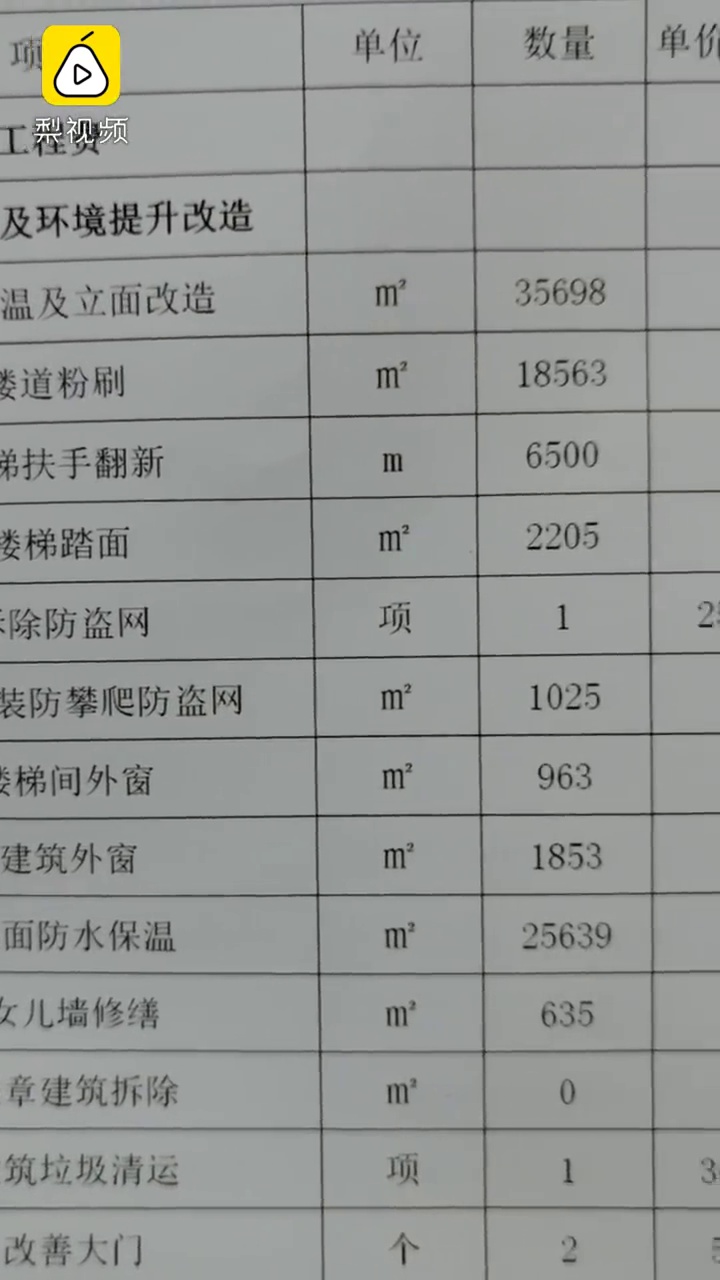 项 单位 数量 单价
梨视频
工程费
及环境提升改造
温及立面改造 m² 35698
楼道粉刷 m² 18563
梯扶手翻新 m 6500
楼梯踏面 m² 2205
拆除防盗网 项 1 25
装防攀爬防盗网 m² 1025
楼梯间外窗 m² 963
建筑外窗 m² 1853
面防水保温 m² 25639
女儿墙修缮 m² 635
章建筑拆除 m² 0
筑垃圾清运 项 1 3
改善大门 个 2 5